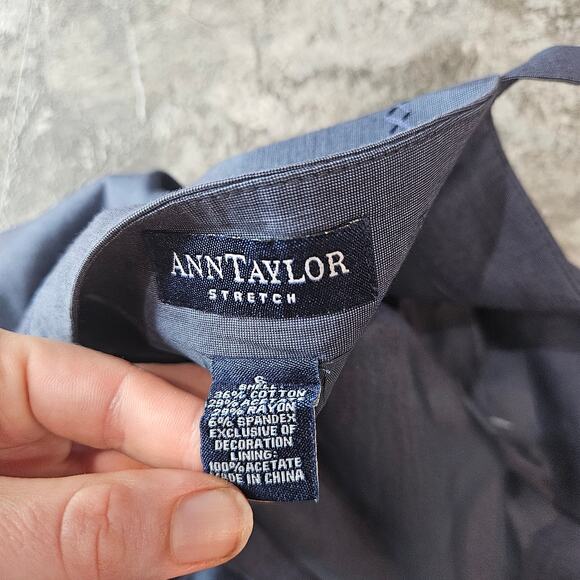 ANNTAYLOR
STRETCH
6
SHELL:
36% COTTON
29% ACETATE
29% RAYON
6% SPANDEX
EXCLUSIVE OF
DECORATION
LINING:
100% ACETATE
MADE IN CHINA